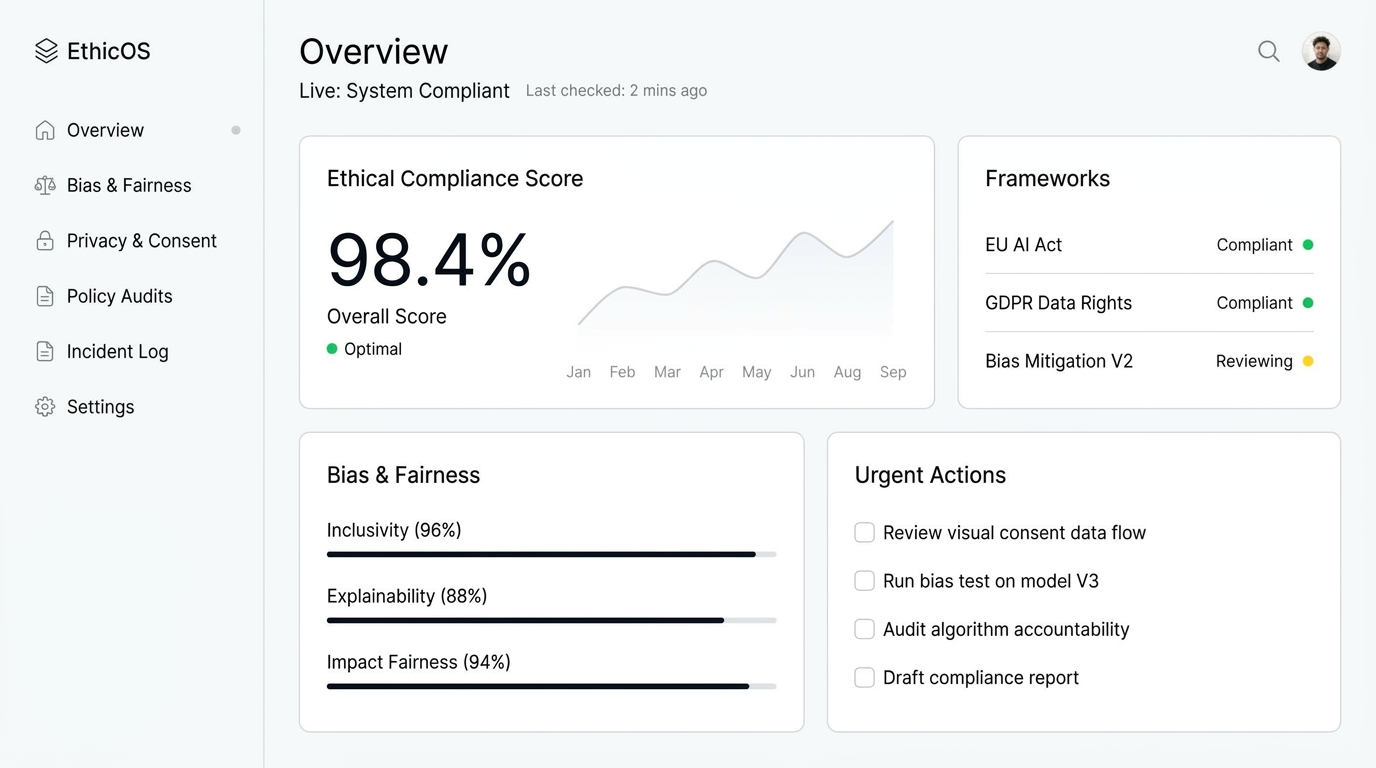 EthicOS
Overview
Bias & Fairness
Privacy & Consent
Policy Audits
Incident Log
Settings
Overview
Live: System Compliant Last checked: 2 mins ago
Ethical Compliance Score
98.4%
Overall Score
Optimal
Jan Feb Mar Apr May Jun Aug Sep
Frameworks
EU AI Act Compliant
GDPR Data Rights Compliant
Bias Mitigation V2 Reviewing
Bias & Fairness
Inclusivity (96%)
Explainability (88%)
Impact Fairness (94%)
Urgent Actions
Review visual consent data flow
Run bias test on model V3
Audit algorithm accountability
Draft compliance report